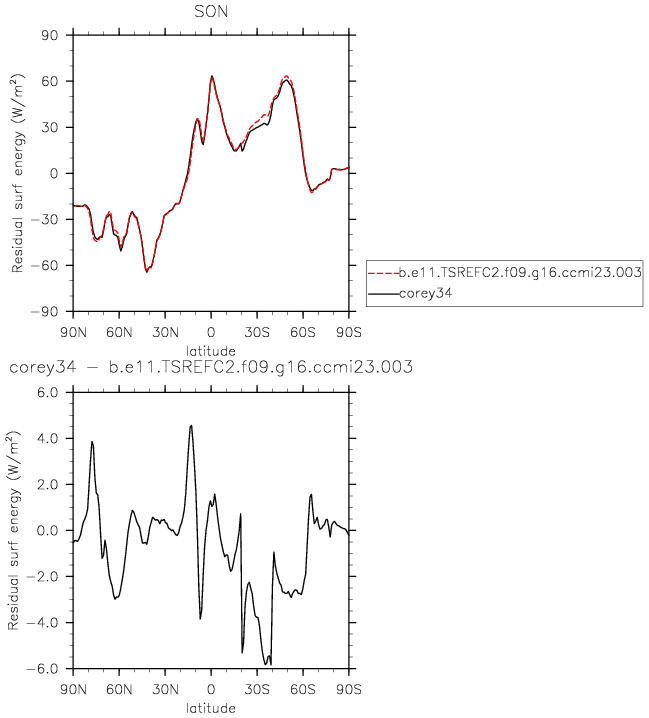 SON
Residual surf energy (W/m²)
90
60
30
0
−30
−60
−90
90N 60N 30N 0 30S 60S 90S
latitude
b.e11.TSREFC2.f09.g16.ccmi23.003
corey34
corey34 − b.e11.TSREFC2.f09.g16.ccmi23.003
Residual surf energy (W/m²)
6.0
4.0
2.0
0.0
−2.0
−4.0
−6.0
90N 60N 30N 0 30S 60S 90S
latitude